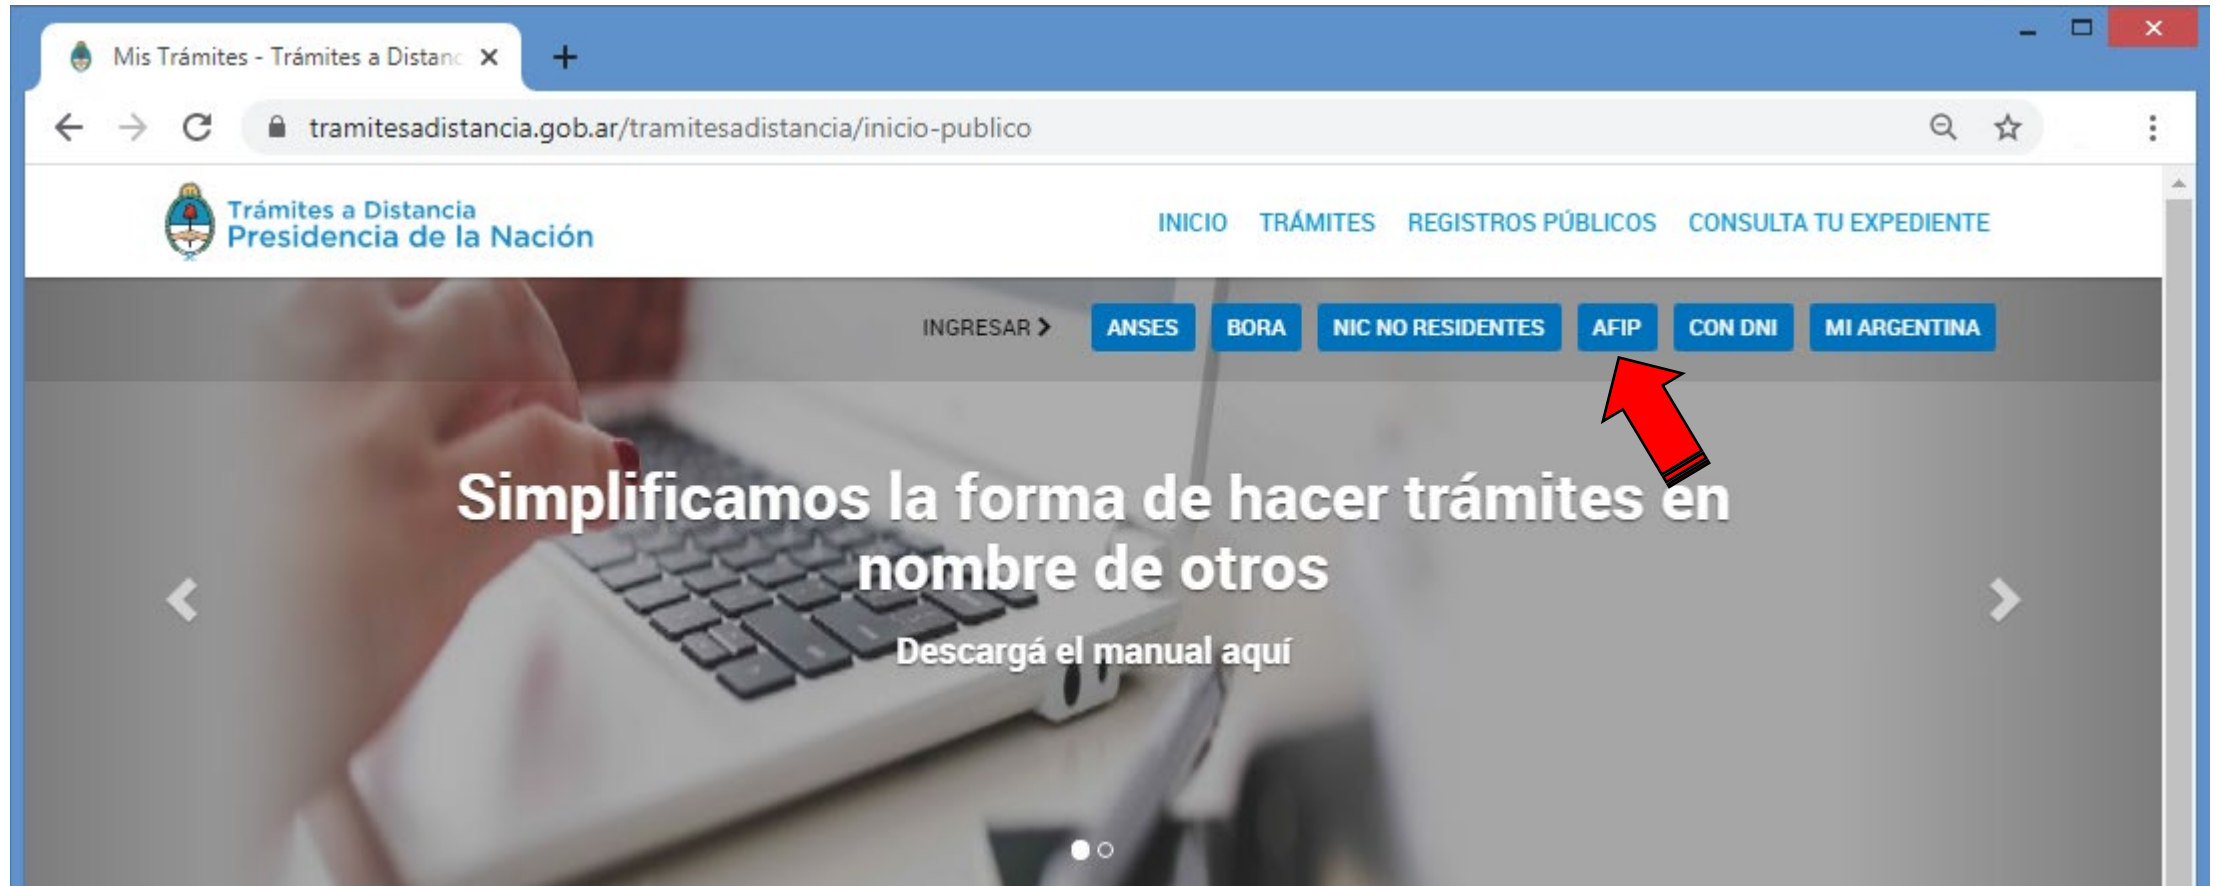 Mis Trámites - Trámites a Distanc
tramitesadistancia.gob.ar/tramitesadistancia/inicio-publico
Trámites a Distancia
Presidencia de la Nación
INICIO TRÁMITES REGISTROS PÚBLICOS CONSULTA TU EXPEDIENTE
INGRESAR ANSES BORA NIC NO RESIDENTES AFIP CON DNI MI ARGENTINA
Simplificamos la forma de hacer trámites en
nombre de otros
Descargá el manual aquí